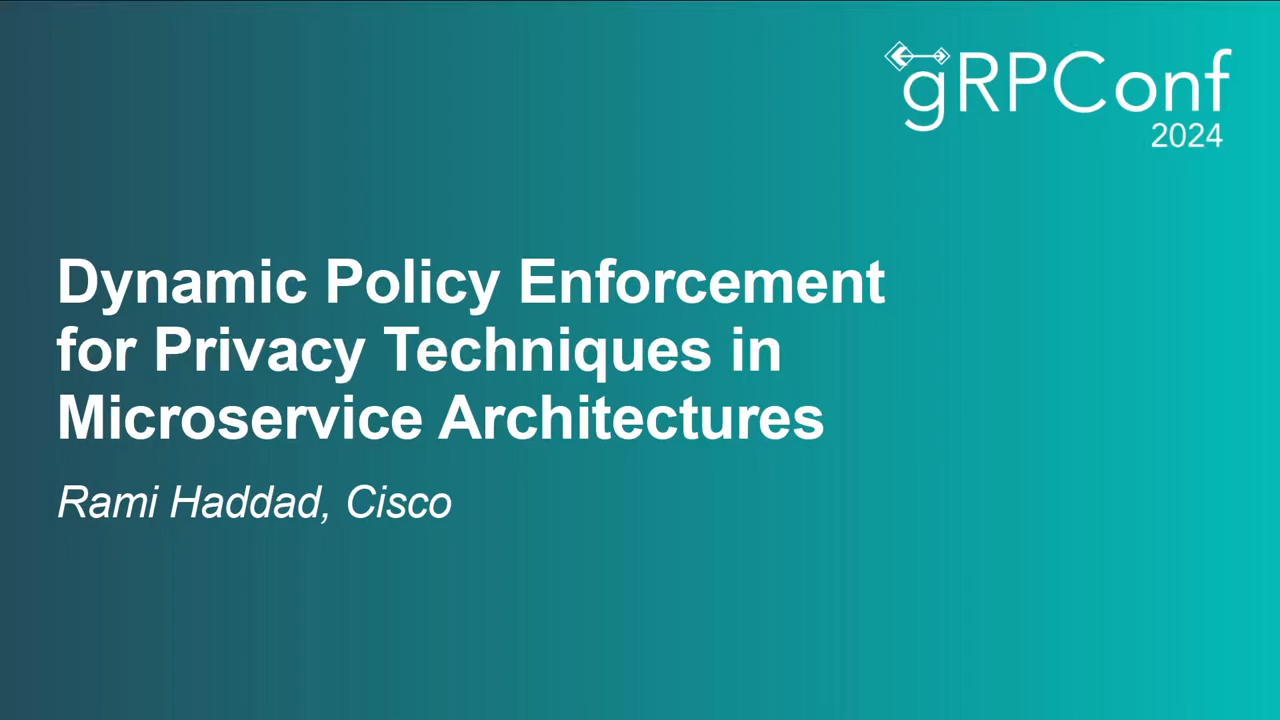 gRPConf
2024
Dynamic Policy Enforcement
for Privacy Techniques in
Microservice Architectures
Rami Haddad, Cisco